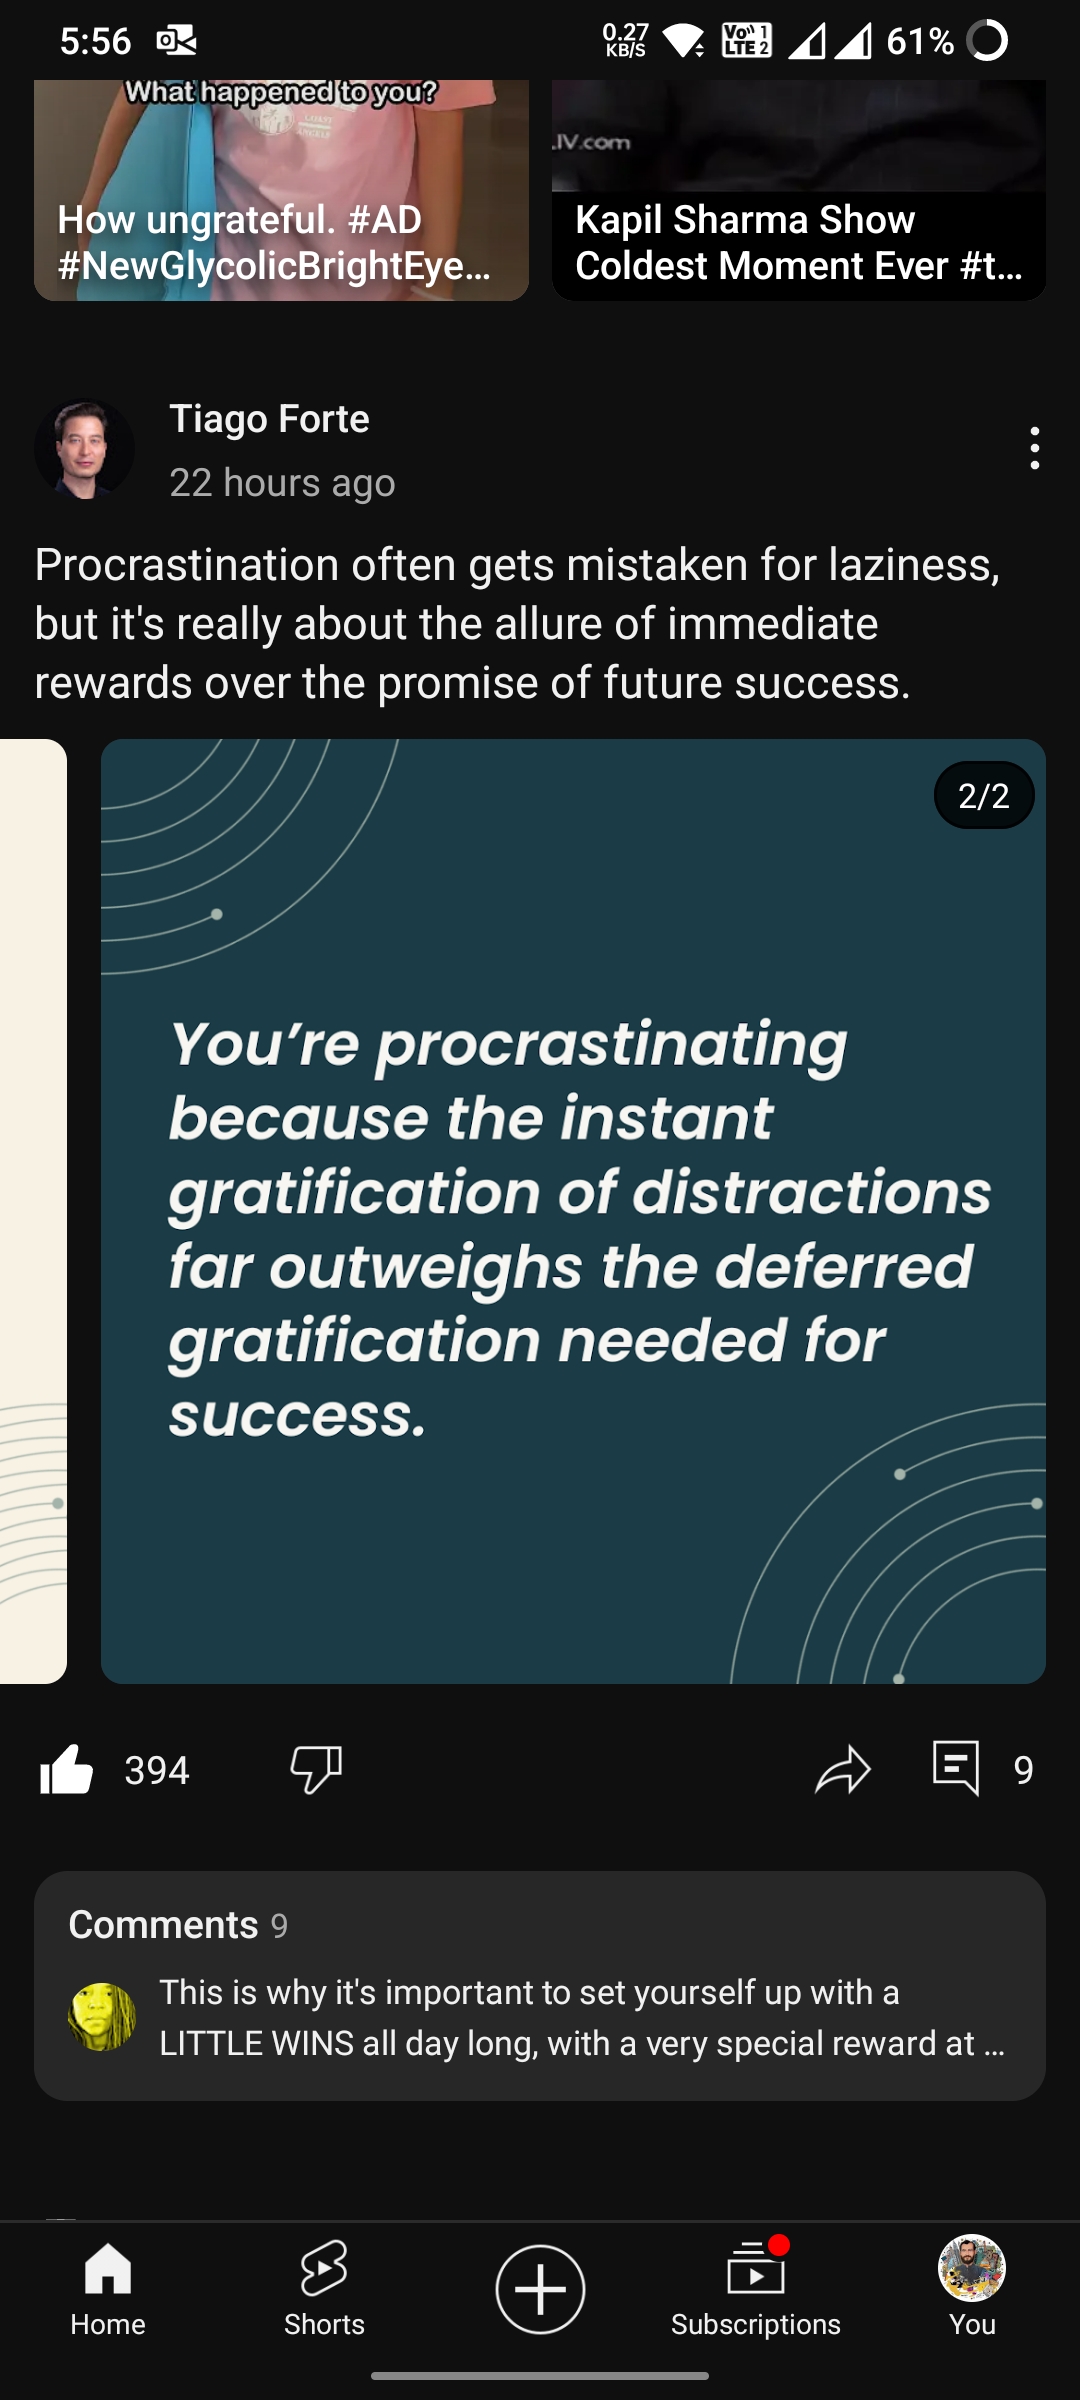 5:56
0.27
KB/S
Vo 1
LTE 2
61%
What happened to you?
How ungrateful. #AD
#NewGlycolicBrightEye...
.IV.com
Kapil Sharma Show
Coldest Moment Ever #t...
Tiago Forte
22 hours ago
Procrastination often gets mistaken for laziness,
but it's really about the allure of immediate
rewards over the promise of future success.
2/2
You’re procrastinating
because the instant
gratification of distractions
far outweighs the deferred
gratification needed for
success.
394
9
Comments 9
This is why it's important to set yourself up with a
LITTLE WINS all day long, with a very special reward at ...
Home
Shorts
Subscriptions
You